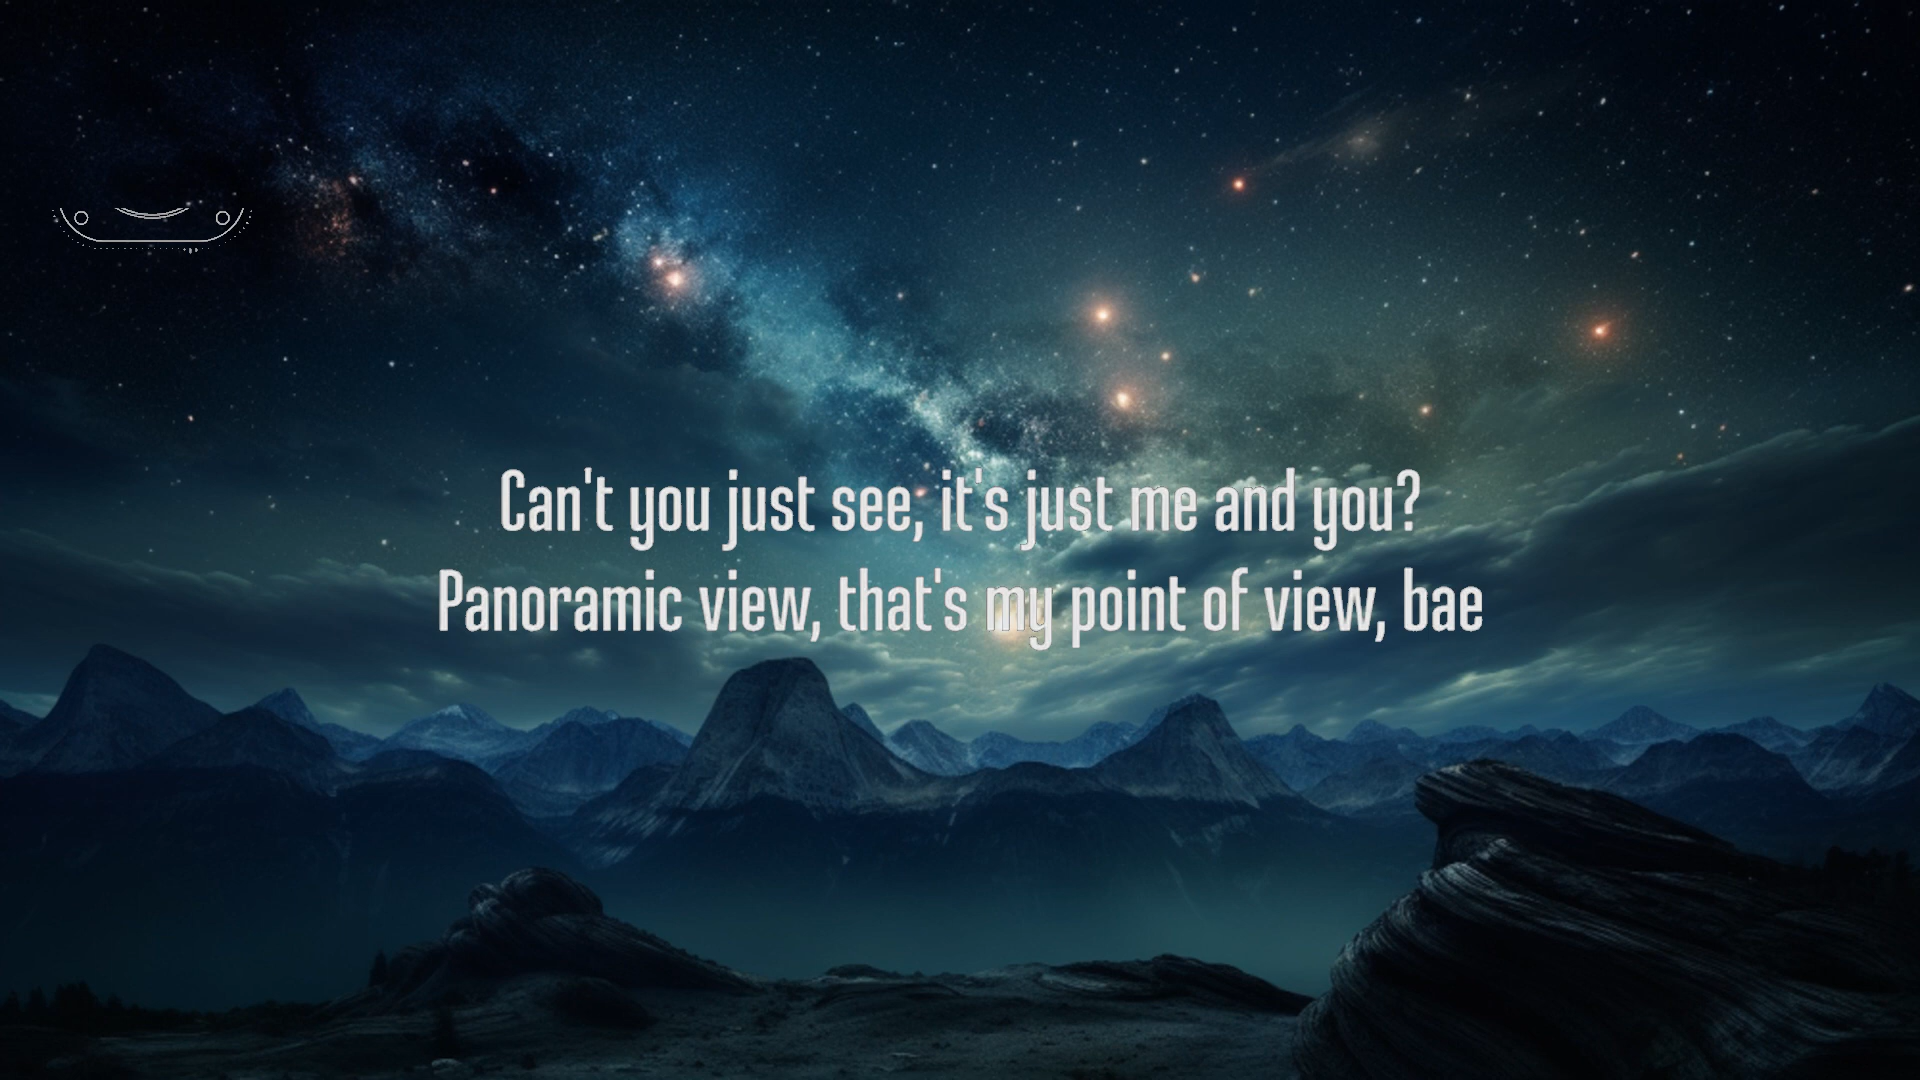 Can't you just see, it's just me and you?
Panoramic view, that's my point of view, bae